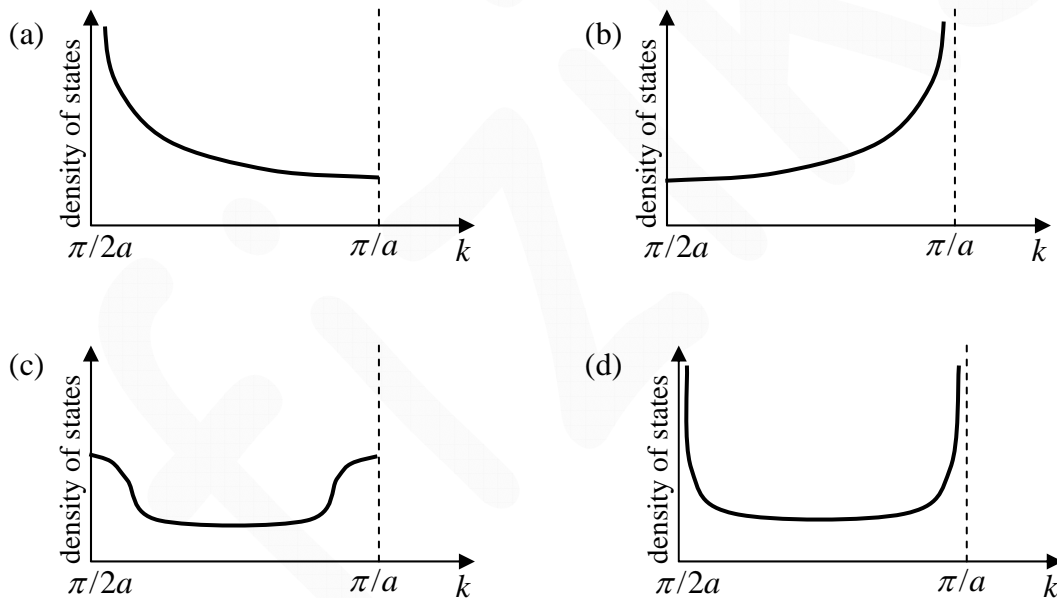 (a)
density of states
π/2a
π/a
k
(b)
density of states
π/2a
π/a
k
(c)
density of states
π/2a
π/a
k
(d)
density of states
π/2a
π/a
k